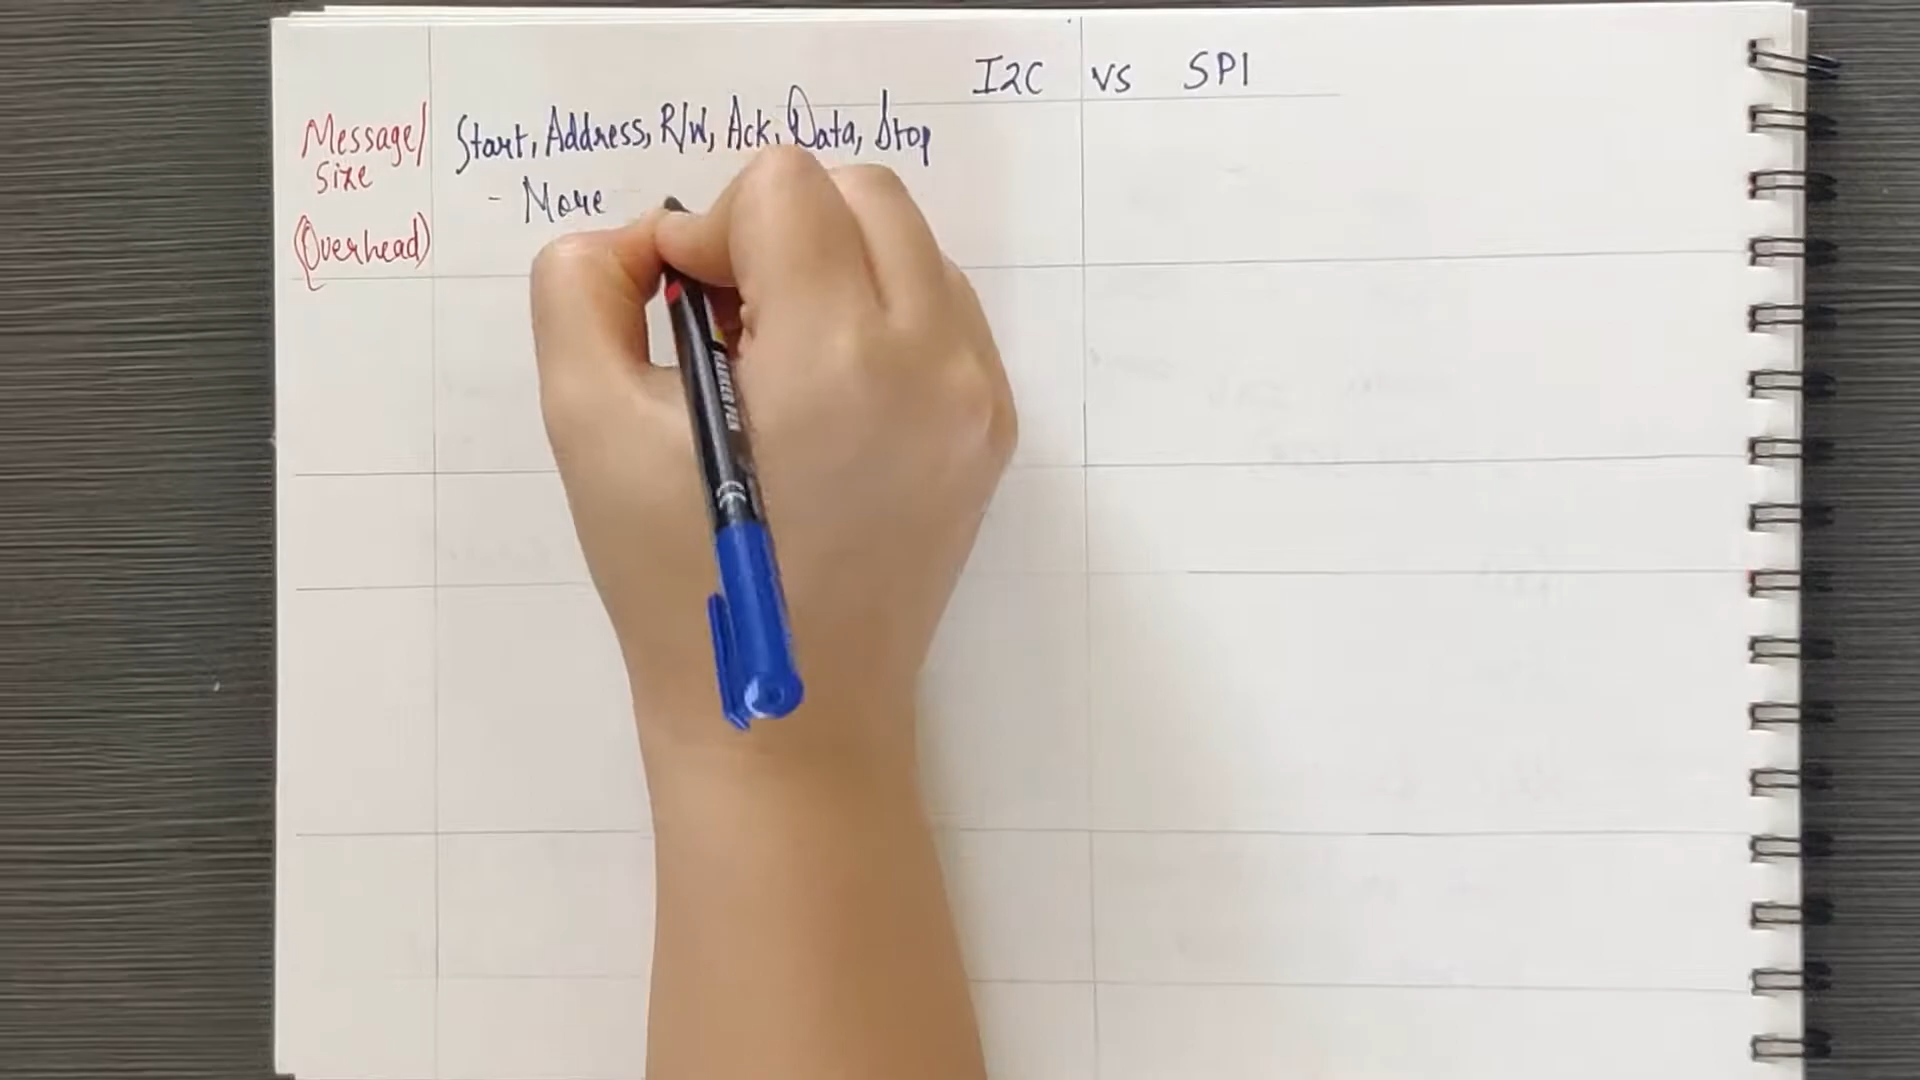 I2C vs SPI
Message/
Size
(Overhead)
Start, Address, R/W, Ack, Data, Stop
- More